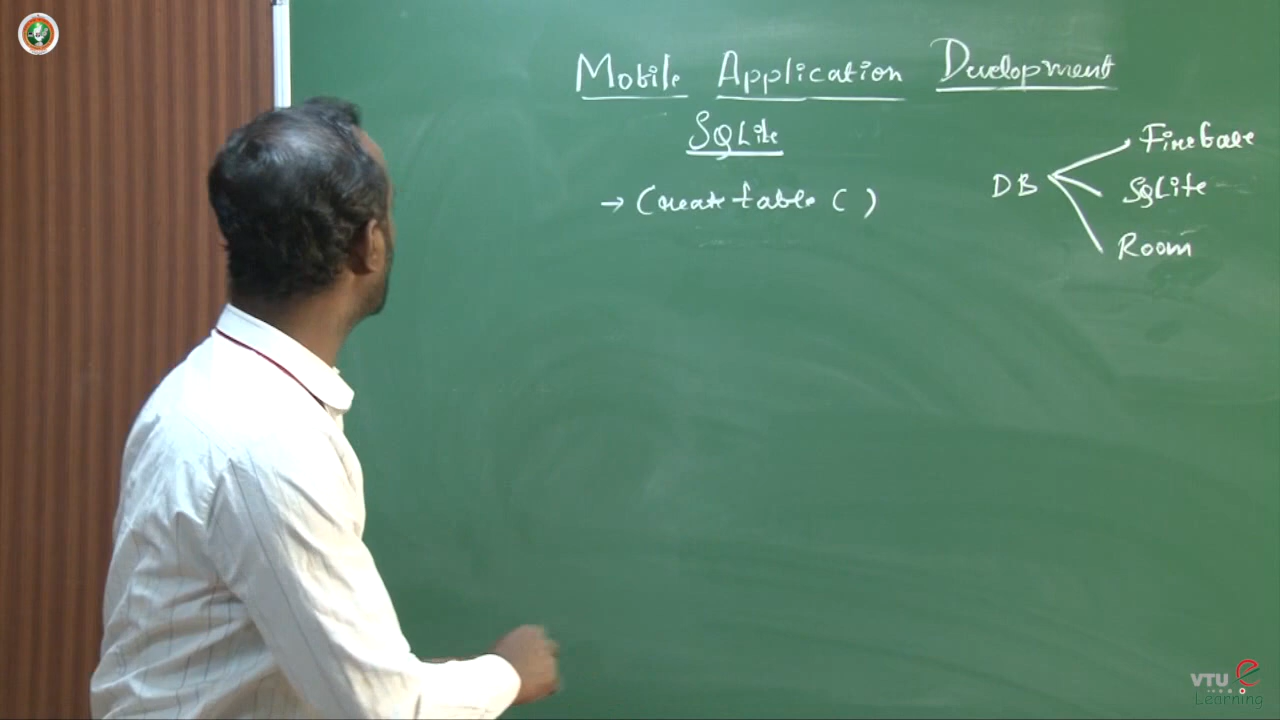 Mobile Application Development
SQLite
→ Create table ( )
DB
Firebase
SQLite
Room
VTU e
Learning